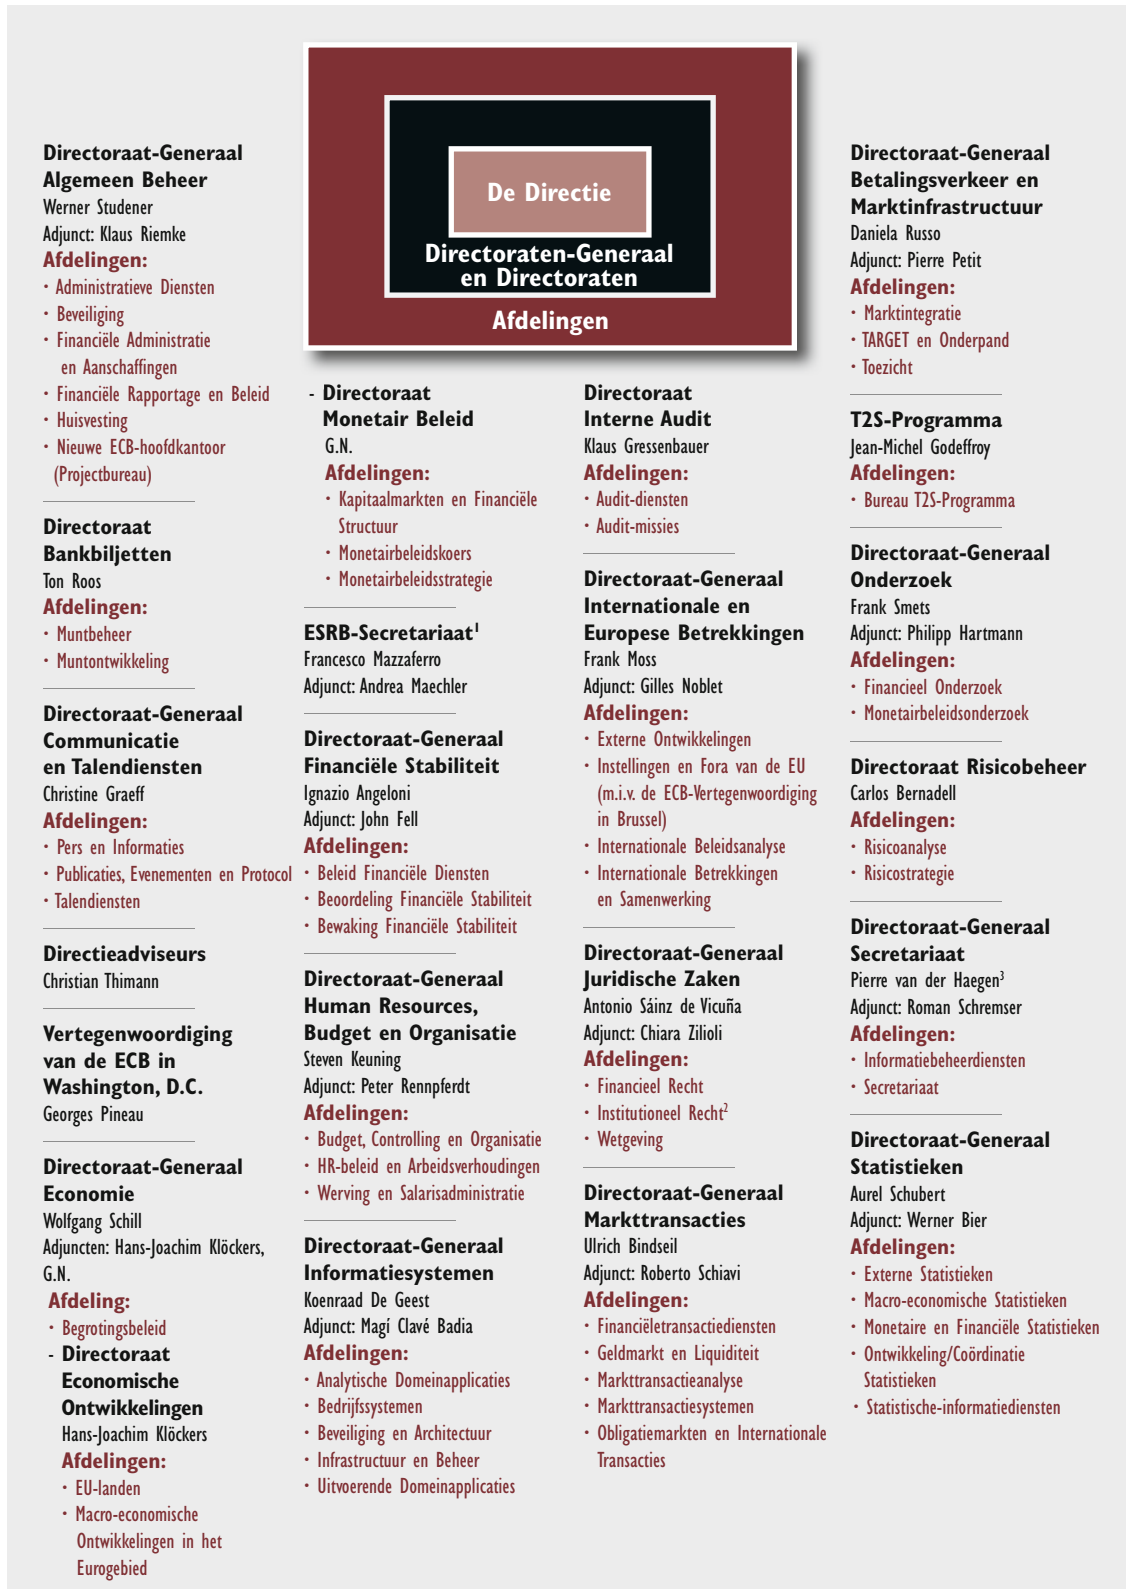 De Directie
Directoraten-Generaal
en Directoraten
Afdelingen
Directoraat-Generaal
Algemeen Beheer
Werner Studener
Adjunct: Klaus Riemke
Afdelingen:
• Administratieve Diensten
• Beveiliging
• Financiële Administratie
en Aanschaffingen
• Financiële Rapportage en Beleid
• Huisvesting
• Nieuwe ECB-hoofdkantoor
(Projectbureau)
Directoraat
Bankbiljetten
Ton Roos
Afdelingen:
• Muntbeheer
• Muntontwikkeling
Directoraat-Generaal
Communicatie
en Talendiensten
Christine Graeff
Afdelingen:
• Pers en Informaties
• Publicaties, Evenementen en Protocol
• Talendiensten
Directieadviseurs
Christian Thimann
Vertegenwoordiging
van de ECB in
Washington, D.C.
Georges Pineau
Directoraat-Generaal
Economie
Wolfgang Schill
Adjuncten: Hans-Joachim Klöckers,
G.N.
Afdeling:
• Begrotingsbeleid
- Directoraat
Economische
Ontwikkelingen
Hans-Joachim Klöckers
Afdelingen:
• EU-landen
• Macro-economische
Ontwikkelingen in het
Eurogebied
- Directoraat
Monetair Beleid
G.N.
Afdelingen:
• Kapitaalmarkten en Financiële
Structuur
• Monetairbeleidskoers
• Monetairbeleidsstrategie
ESRB-Secretariaat¹
Francesco Mazzaferro
Adjunct: Andrea Maechler
Directoraat-Generaal
Financiële Stabiliteit
Ignazio Angeloni
Adjunct: John Fell
Afdelingen:
• Beleid Financiële Diensten
• Beoordeling Financiële Stabiliteit
• Bewaking Financiële Stabiliteit
Directoraat-Generaal
Human Resources,
Budget en Organisatie
Steven Keuning
Adjunct: Peter Rennpferdt
Afdelingen:
• Budget, Controlling en Organisatie
• HR-beleid en Arbeidsverhoudingen
• Werving en Salarisadministratie
Directoraat-Generaal
Informatiesystemen
Koenraad De Geest
Adjunct: Magí Clavé Badia
Afdelingen:
• Analytische Domeinapplicaties
• Bedrijfssystemen
• Beveiliging en Architectuur
• Infrastructuur en Beheer
• Uitvoerende Domeinapplicaties
Directoraat
Interne Audit
Klaus Gressenbauer
Afdelingen:
• Audit-diensten
• Audit-missies
Directoraat-Generaal
Internationale en
Europese Betrekkingen
Frank Moss
Adjunct: Gilles Noblet
Afdelingen:
• Externe Ontwikkelingen
• Instellingen en Fora van de EU
(m.i.v. de ECB-Vertegenwoordiging
in Brussel)
• Internationale Beleidsanalyse
• Internationale Betrekkingen
en Samenwerking
Directoraat-Generaal
Juridische Zaken
Antonio Sáinz de Vicuña
Adjunct: Chiara Zilioli
Afdelingen:
• Financieel Recht
• Institutioneel Recht²
• Wetgeving
Directoraat-Generaal
Markttransacties
Ulrich Bindseil
Adjunct: Roberto Schiavi
Afdelingen:
• Financiëletransactiediensten
• Geldmarkt en Liquiditeit
• Markttransactieanalyse
• Markttransactiesystemen
• Obligatiemarkten en Internationale
Transacties
Directoraat-Generaal
Betalingsverkeer en
Marktinfrastructuur
Daniela Russo
Adjunct: Pierre Petit
Afdelingen:
• Marktintegratie
• TARGET en Onderpand
• Toezicht
T2S-Programma
Jean-Michel Godeffroy
Afdelingen:
• Bureau T2S-Programma
Directoraat-Generaal
Onderzoek
Frank Smets
Adjunct: Philipp Hartmann
Afdelingen:
• Financieel Onderzoek
• Monetairbeleidsonderzoek
Directoraat Risicobeheer
Carlos Bernadell
Afdelingen:
• Risicoanalyse
• Risicostrategie
Directoraat-Generaal
Secretariaat
Pierre van der Haegen³
Adjunct: Roman Schremser
Afdelingen:
• Informatiebeheerdiensten
• Secretariaat
Directoraat-Generaal
Statistieken
Aurel Schubert
Adjunct: Werner Bier
Afdelingen:
• Externe Statistieken
• Macro-economische Statistieken
• Monetaire en Financiële Statistieken
• Ontwikkeling/Coördinatie
Statistieken
• Statistische-informatiediensten